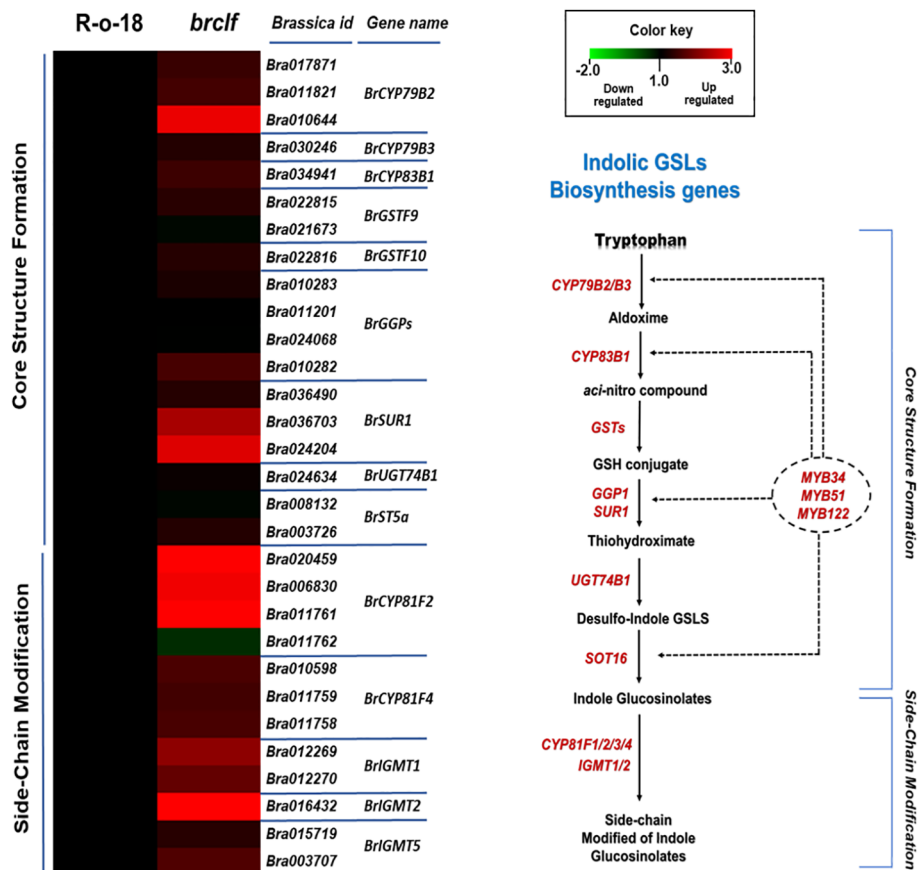 R-o-18 brclf Brassica id Gene name
Core Structure Formation
Side-Chain Modification
Bra017871
Bra011821
Bra010644
BrCYP79B2
Bra030246 BrCYP79B3
Bra034941 BrCYP83B1
Bra022815
Bra021673
BrGSTF9
Bra022816 BrGSTF10
Bra010283
Bra011201
Bra024068
Bra010282
BrGGPs
Bra036490
Bra036703
Bra024204
BrSUR1
Bra024634 BrUGT74B1
Bra008132
Bra003726
BrST5a
Bra020459
Bra006830
Bra011761
Bra011762
BrCYP81F2
Bra010598
Bra011759
Bra011758
BrCYP81F4
Bra012269
Bra012270
BrIGMT1
Bra016432 BrIGMT2
Bra015719
Bra003707
BrIGMT5
Color key
-2.0 1.0 3.0
Down
regulated
Up
regulated
Indolic GSLs
Biosynthesis genes
Tryptophan
CYP79B2/B3
Aldoxime
CYP83B1
aci-nitro compound
GSTs
GSH conjugate
GGP1
SUR1
Thiohydroximate
UGT74B1
Desulfo-Indole GSLS
SOT16
Indole Glucosinolates
CYP81F1/2/3/4
IGMT1/2
Side-chain
Modified of Indole
Glucosinolates
MYB34
MYB51
MYB122
Core Structure Formation
Side-Chain Modification